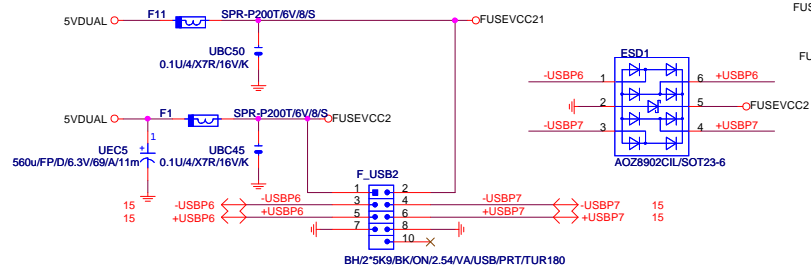 FUS
5VDUAL F11 SPR-P200T/6V/8/S FUSEVCC21
UBC50
0.1U/4/X7R/16V/K
FU
ESD1
-USBP6 1 6 +USBP6
2 5 FUSEVCC2
-USBP7 3 4 +USBP7
AOZ8902CIL/SOT23-6
5VDUAL F1 SPR-P200T/6V/8/S FUSEVCC2
1
+
UEC5
560u/FP/D/6.3V/69/A/11m
UBC45
0.1U/4/X7R/16V/K
F_USB2
1 2
15 -USBP6 -USBP6 3 4 -USBP7 -USBP7 15
15 +USBP6 +USBP6 5 6 +USBP7 +USBP7 15
7 8
10
BH/2*5K9/BK/ON/2.54/VA/USB/PRT/TUR180